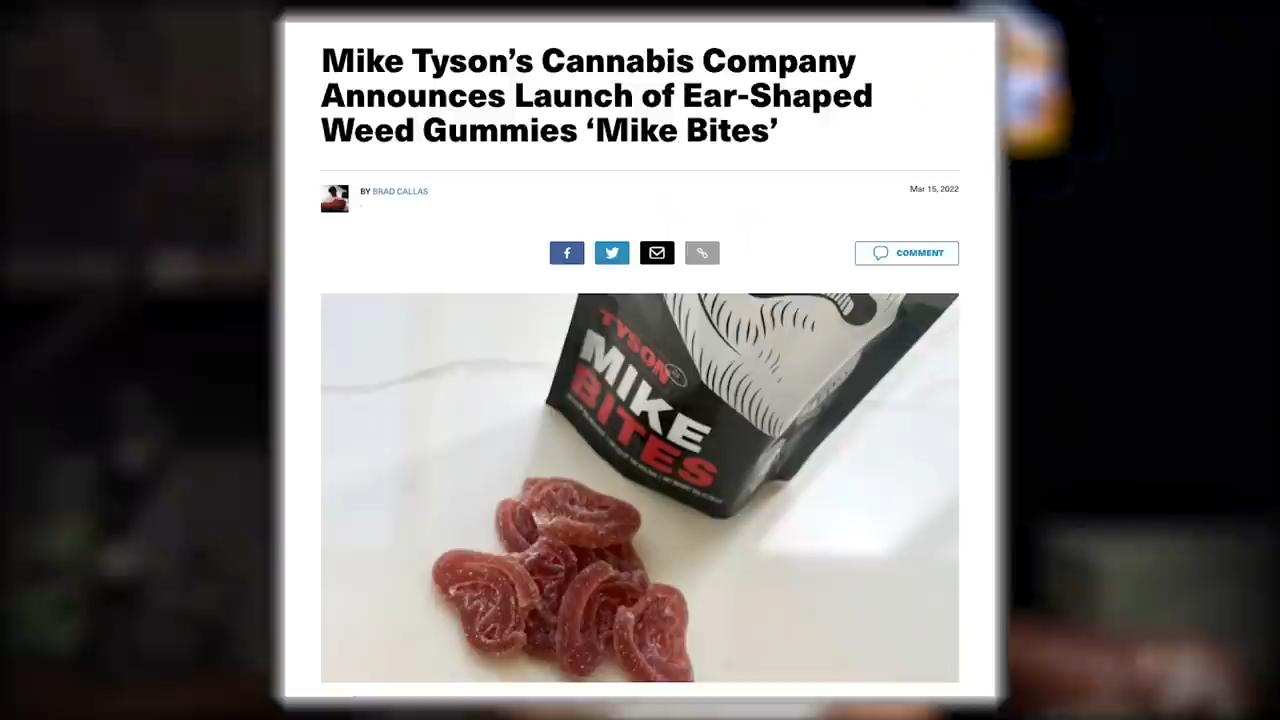 Mike Tyson’s Cannabis Company
Announces Launch of Ear-Shaped
Weed Gummies ‘Mike Bites’
BY BRAD CALLAS
Mar 15, 2022
COMMENT
TYSON
MIKE
BITES